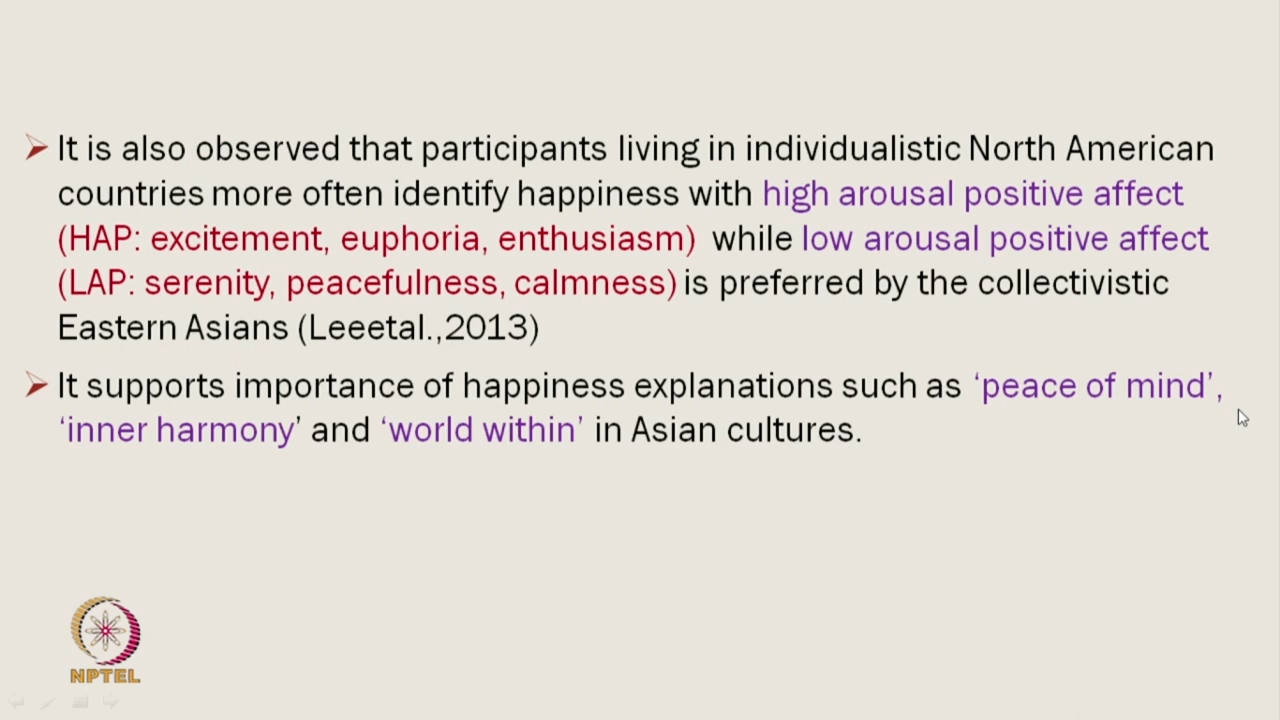 It is also observed that participants living in individualistic North American
countries more often identify happiness with high arousal positive affect
(HAP: excitement, euphoria, enthusiasm) while low arousal positive affect
(LAP: serenity, peacefulness, calmness) is preferred by the collectivistic
Eastern Asians (Leeetal.,2013)
It supports importance of happiness explanations such as ‘peace of mind’,
‘inner harmony’ and ‘world within’ in Asian cultures.
NPTEL